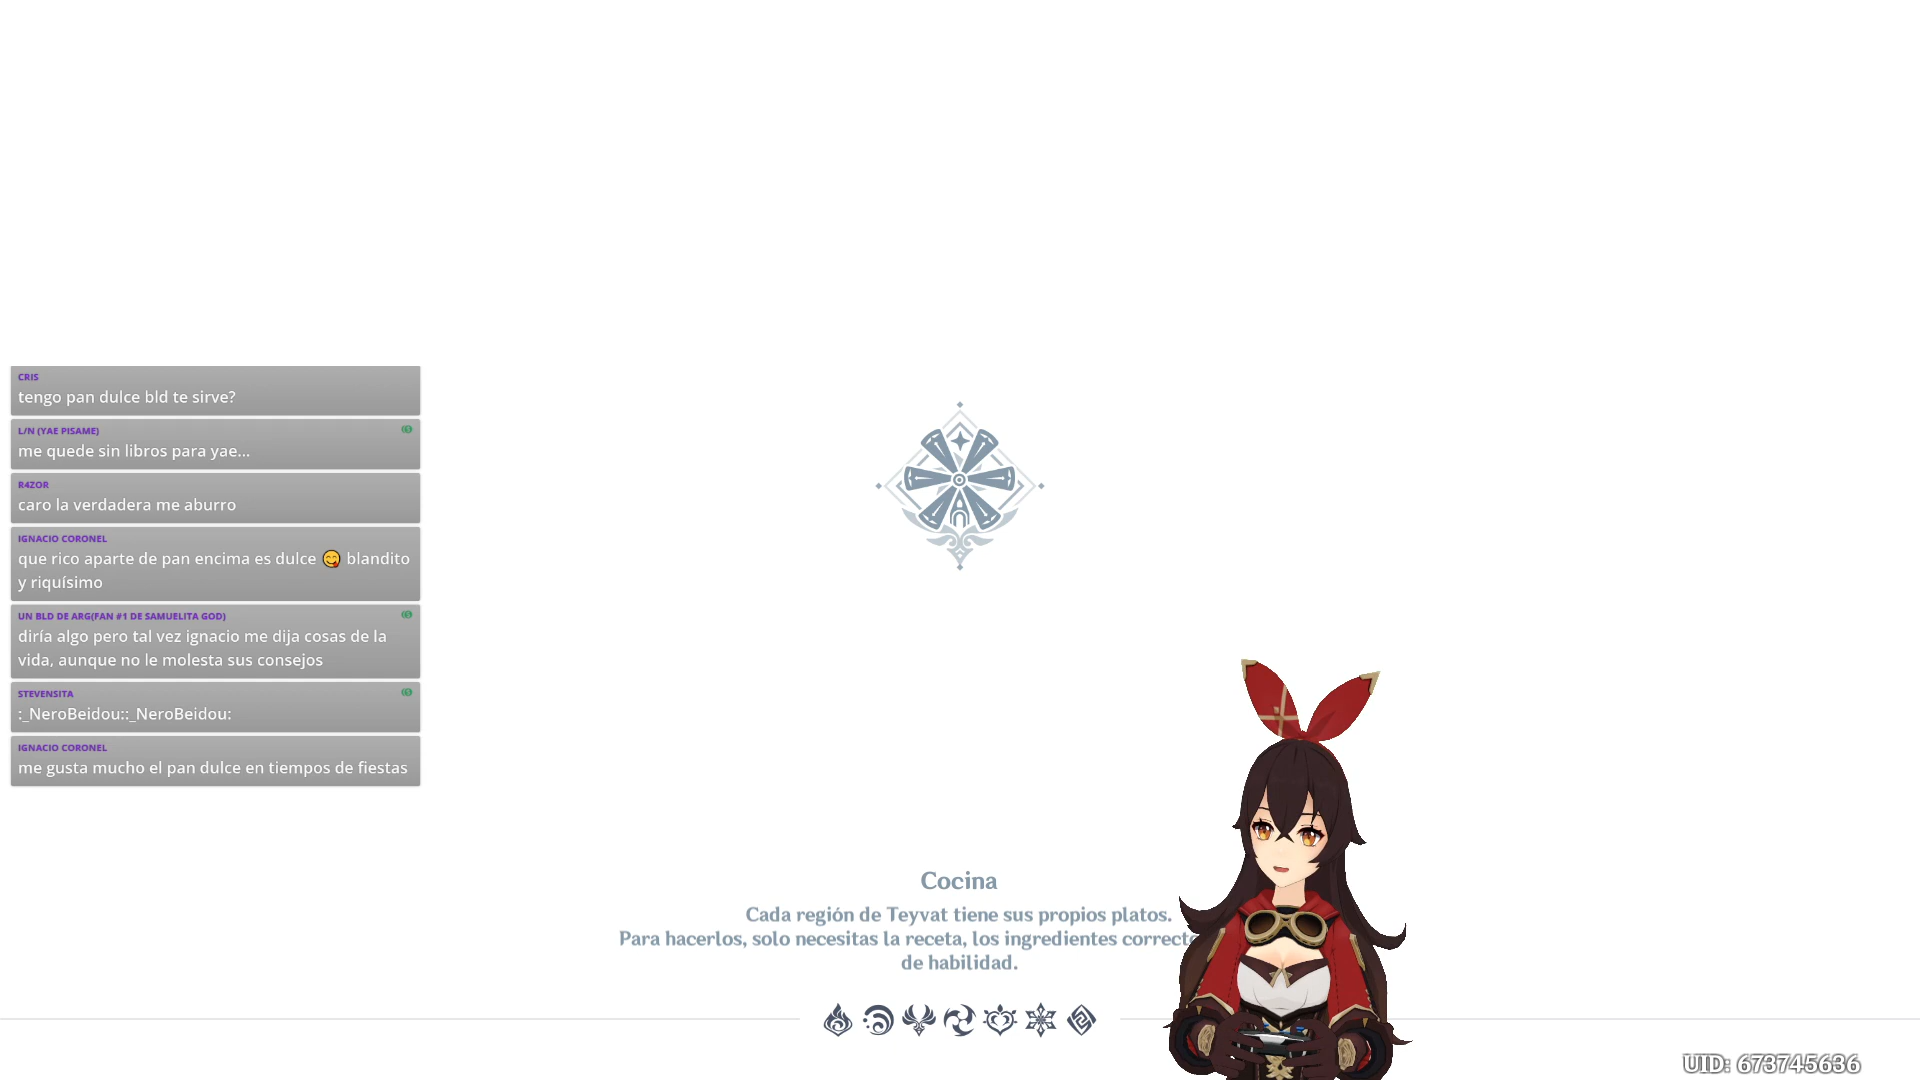 CRIS
tengo pan dulce bld te sirve?
L/N (YAE PISAME)
me quede sin libros para yae...
R4ZOR
caro la verdadera me aburro
IGNACIO CORONEL
que rico aparte de pan encima es dulce 😋 blandito
y riquísimo
UN BLD DE ARG(FAN #1 DE SAMUELITA GOD)
diría algo pero tal vez ignacio me dija cosas de la
vida, aunque no le molesta sus consejos
STEVENSITA
:_NeroBeidou::_NeroBeidou:
IGNACIO CORONEL
me gusta mucho el pan dulce en tiempos de fiestas
Cocina
Cada región de Teyvat tiene sus propios platos.
Para hacerlos, solo necesitas la receta, los ingredientes
de habilidad.
UID: 673745636